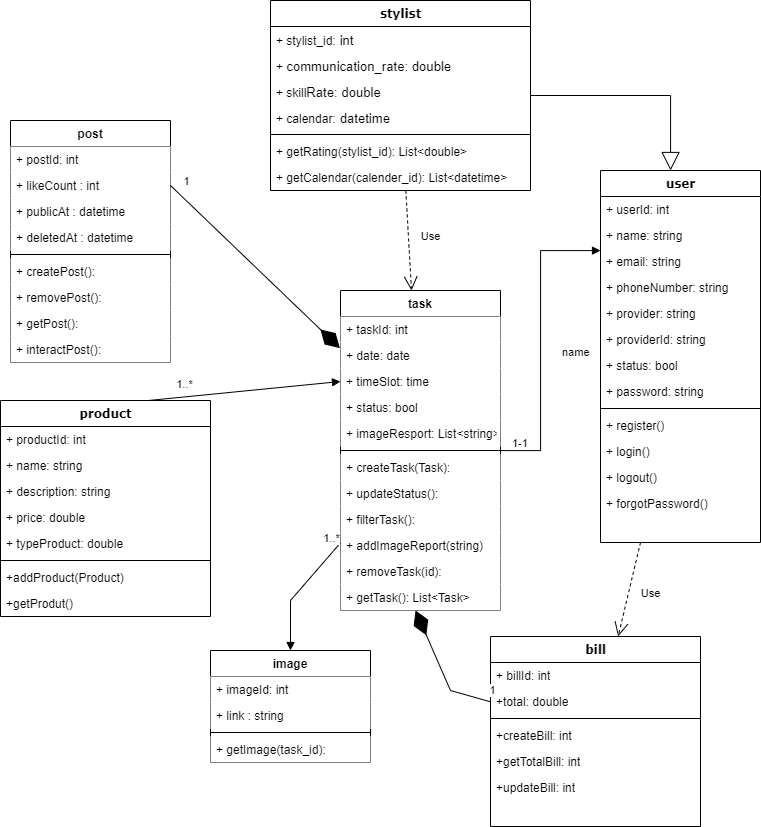 stylist
+ stylist_id: int
+ communication_rate: double
+ skillRate: double
+ calendar: datetime
+ getRating(stylist_id): List<double>
+ getCalendar(calender_id): List<datetime>
post
+ postId: int
+ likeCount : int
+ publicAt : datetime
+ deletedAt : datetime
+ createPost():
+ removePost():
+ getPost():
+ interactPost():
1
Use
user
+ userId: int
+ name: string
+ email: string
+ phoneNumber: string
+ provider: string
+ providerId: string
+ status: bool
+ password: string
+ register()
+ login()
+ logout()
+ forgotPassword()
task
+ taskId: int
+ date: date
+ timeSlot: time
+ status: bool
+ imageResport: List<string>
+ createTask(Task):
+ updateStatus():
+ filterTask():
+ addImageReport(string)
+ removeTask(id):
+ getTask(): List<Task>
name
1..*
1-1
product
+ productId: int
+ name: string
+ description: string
+ price: double
+ typeProduct: double
+addProduct(Product)
+getProdut()
1..*
Use
image
+ imageId: int
+ link : string
+ getImage(task_id):
bill
+ billId: int
+total: double
+createBill: int
+getTotalBill: int
+updateBill: int
1